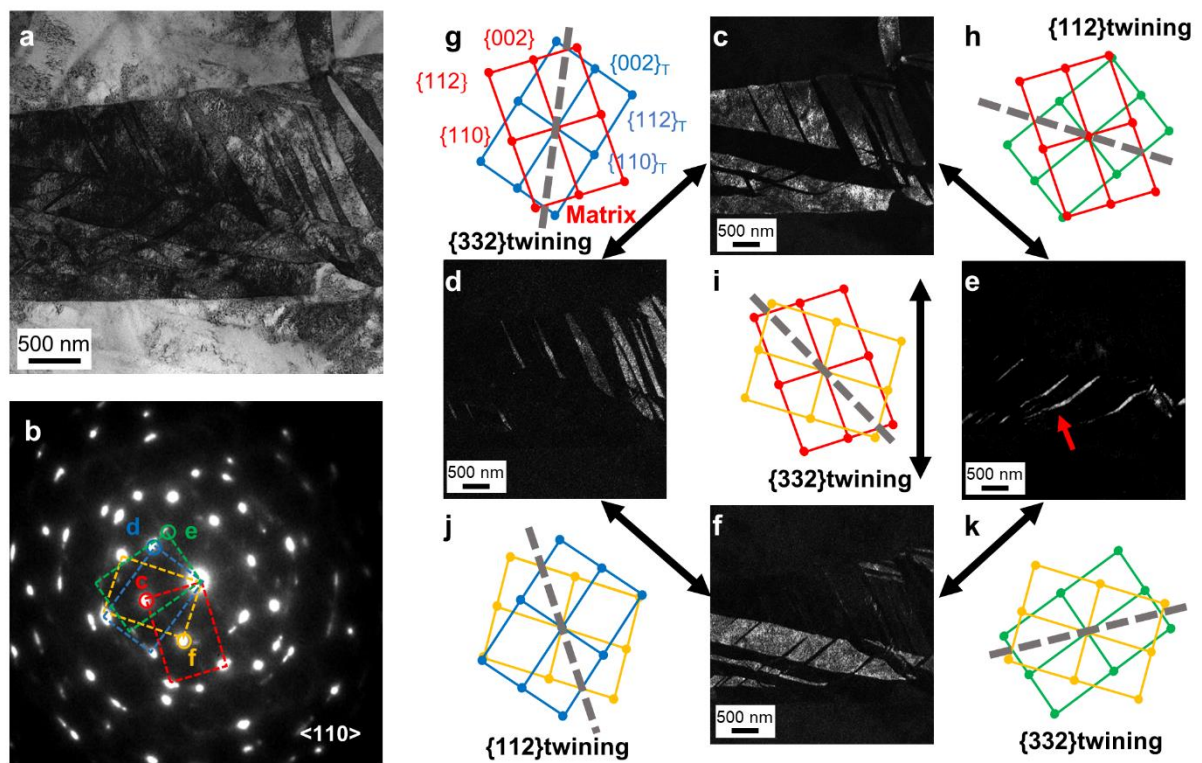 a
500 nm
b
d
e
c
f
<110>
g
{002}
{112}
{110}
{002}T
{112}T
{110}T
Matrix
{332}twining
c
500 nm
h
{112}twining
d
500 nm
i
{332}twining
e
500 nm
j
{112}twining
f
500 nm
k
{332}twining